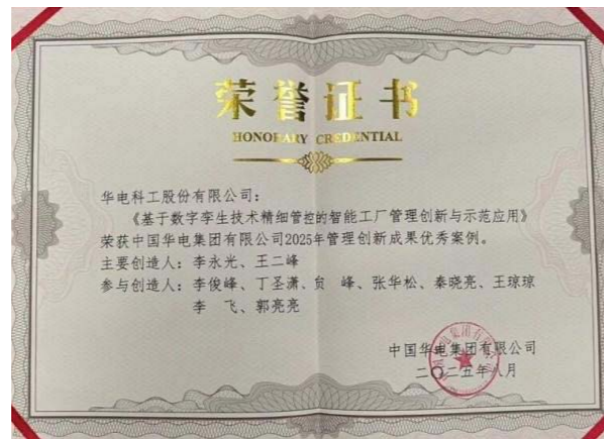 荣誉证书
HONORARY CREDENTIAL
华电科工股份有限公司：
《基于数字孪生技术精细管控的智能工厂管理创新与示范应用》
荣获中国华电集团有限公司2025年管理创新成果优秀案例。
主要创造人：李永光、王二峰
参与创造人：李俊峰、丁圣潇、贠　峰、张华松、秦晓亮、王琼琼
李　飞、郭亮亮
中国华电集团有限公司
二〇二五年八月